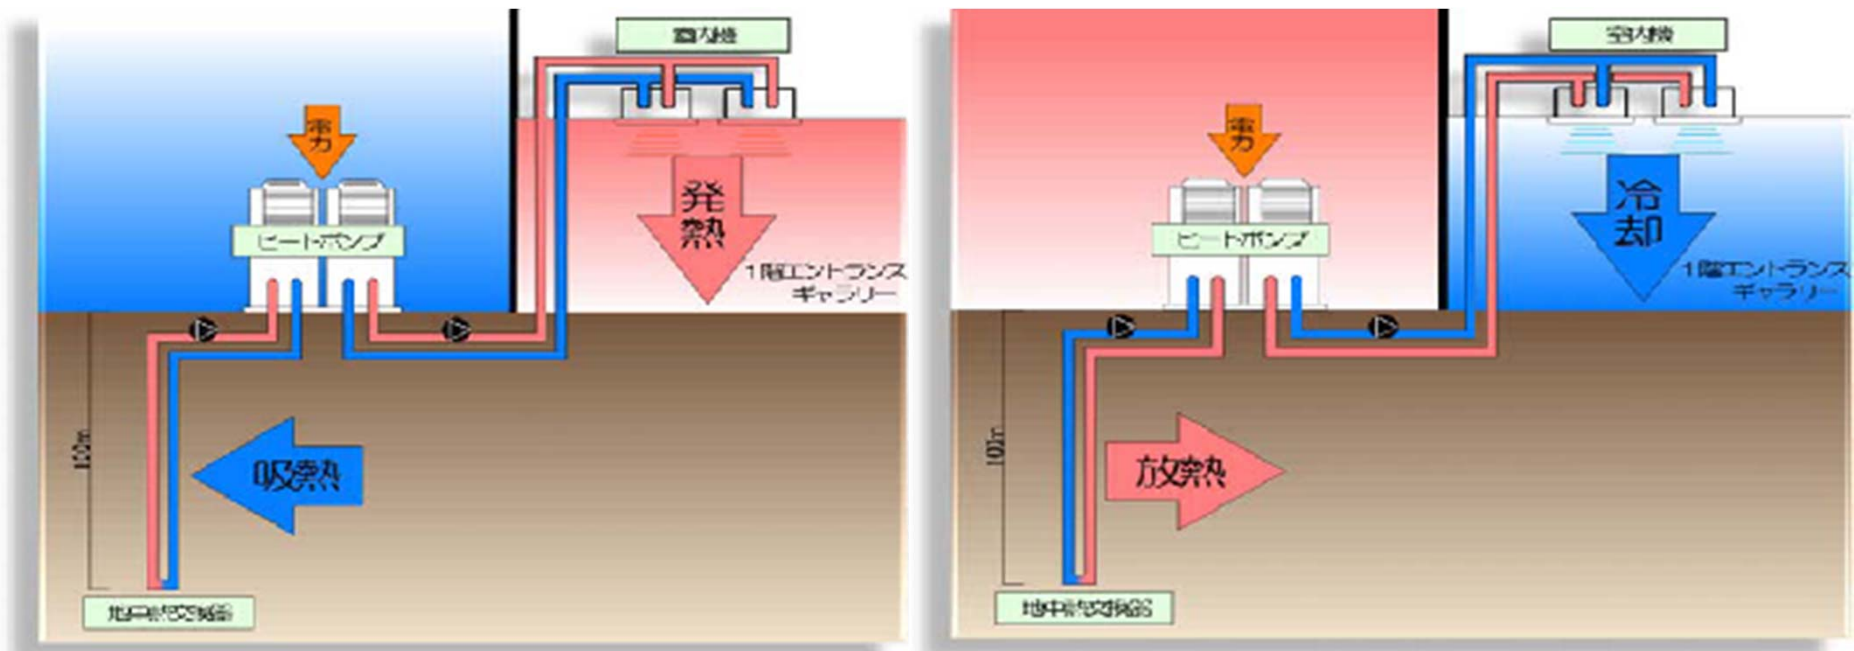 室内機
電力
ヒートポンプ
発熱
1階エントランス
ギャラリー
100m
吸熱
地中熱交換器
室内機
電力
ヒートポンプ
冷却
1階エントランス
ギャラリー
100m
放熱
地中熱交換器